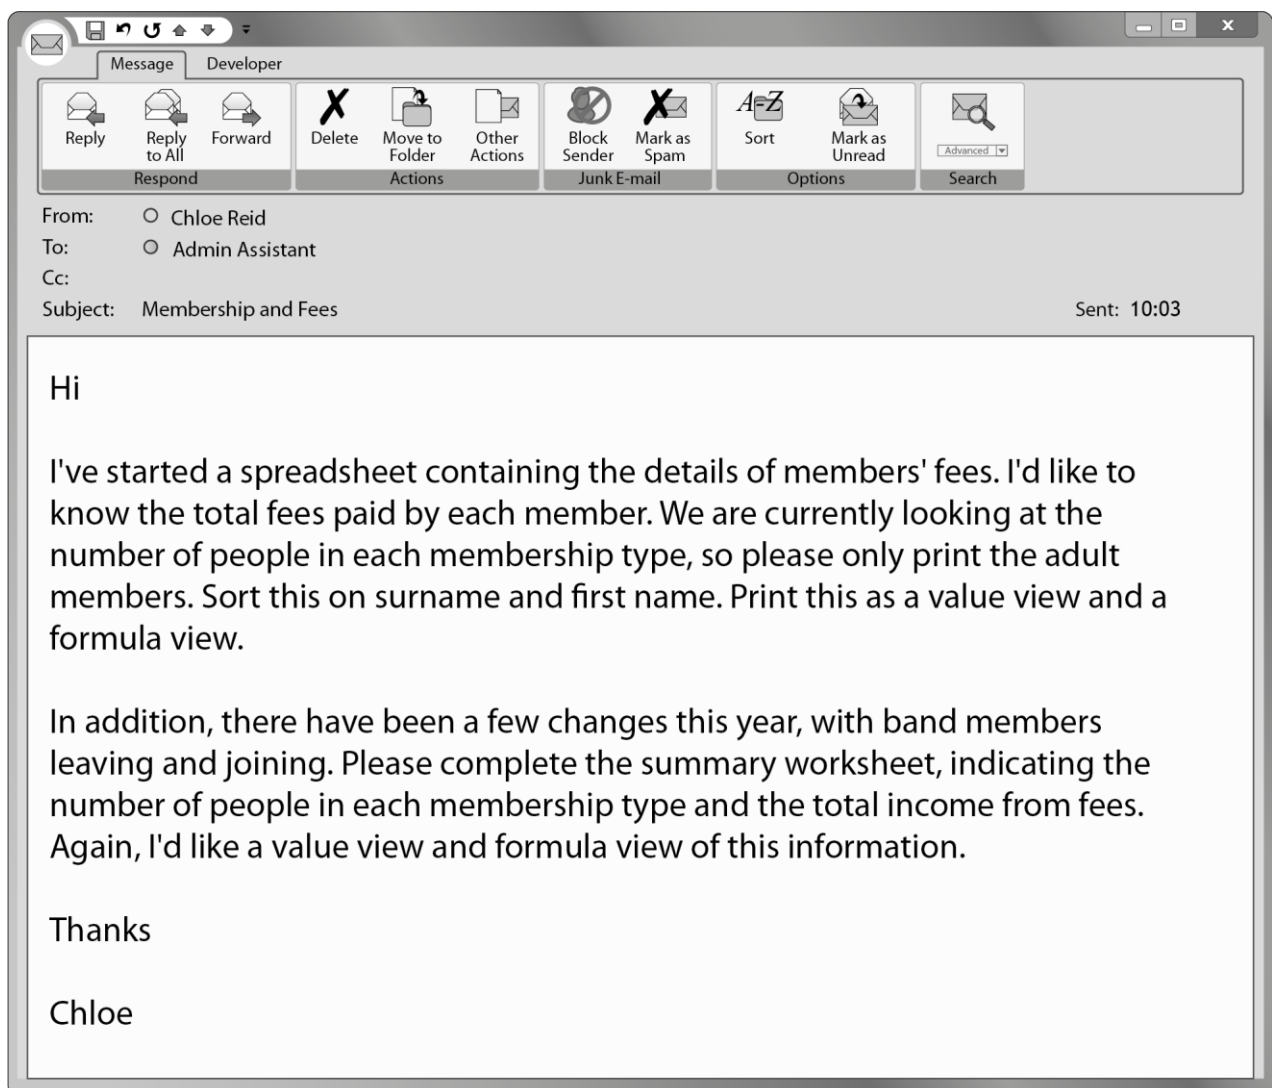 X
Message Developer
Reply Reply to All Forward Delete Move to Folder Other Actions Block Sender Mark as Spam A-Z Sort Mark as Unread Advanced
Respond Actions Junk E-mail Options Search
From: Chloe Reid
To: Admin Assistant
Cc:
Subject: Membership and Fees Sent: 10:03
Hi
I've started a spreadsheet containing the details of members' fees. I'd like to
know the total fees paid by each member. We are currently looking at the
number of people in each membership type, so please only print the adult
members. Sort this on surname and first name. Print this as a value view and a
formula view.
In addition, there have been a few changes this year, with band members
leaving and joining. Please complete the summary worksheet, indicating the
number of people in each membership type and the total income from fees.
Again, I'd like a value view and formula view of this information.
Thanks
Chloe